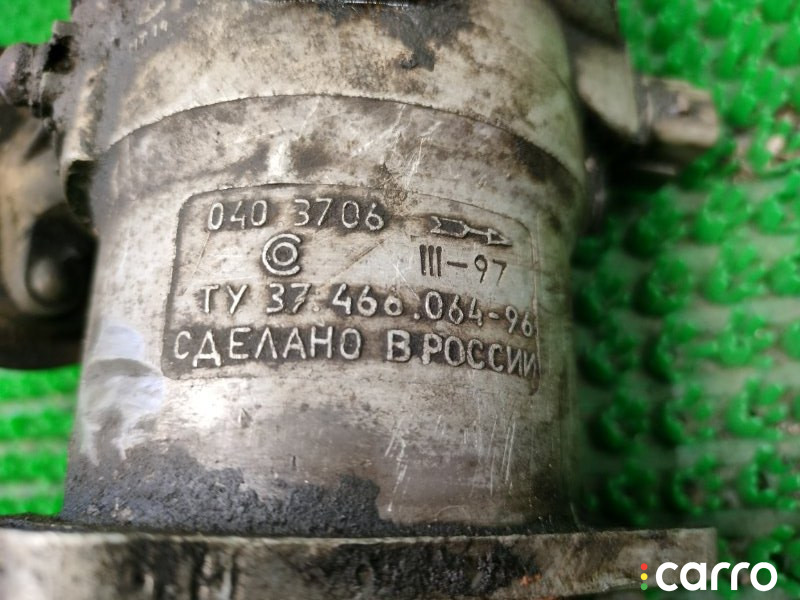 040 3706
III-97
ТУ 37.466.064-96
СДЕЛАНО В РОССИИ
carro